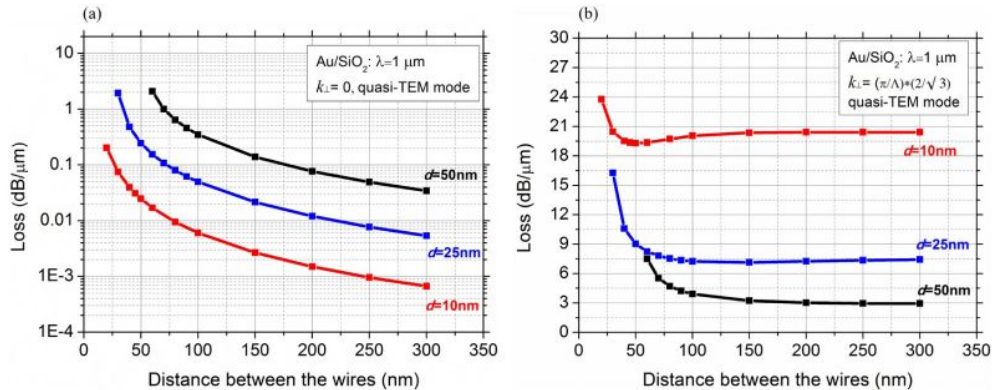 (a)
Au/SiO₂: λ=1 μm
k⊥= 0, quasi-TEM mode
Loss (dB/μm)
10
1
0.1
0.01
1E-3
1E-4
d=50nm
d=25nm
d=10nm
0 50 100 150 200 250 300 350
Distance between the wires (nm)
(b)
Au/SiO₂: λ=1 μm
k⊥= (π/Λ)*(2/√3)
quasi-TEM mode
Loss (dB/μm)
30
27
24
21
18
15
12
9
6
3
0
d=10nm
d=25nm
d=50nm
0 50 100 150 200 250 300 350
Distance between the wires (nm)